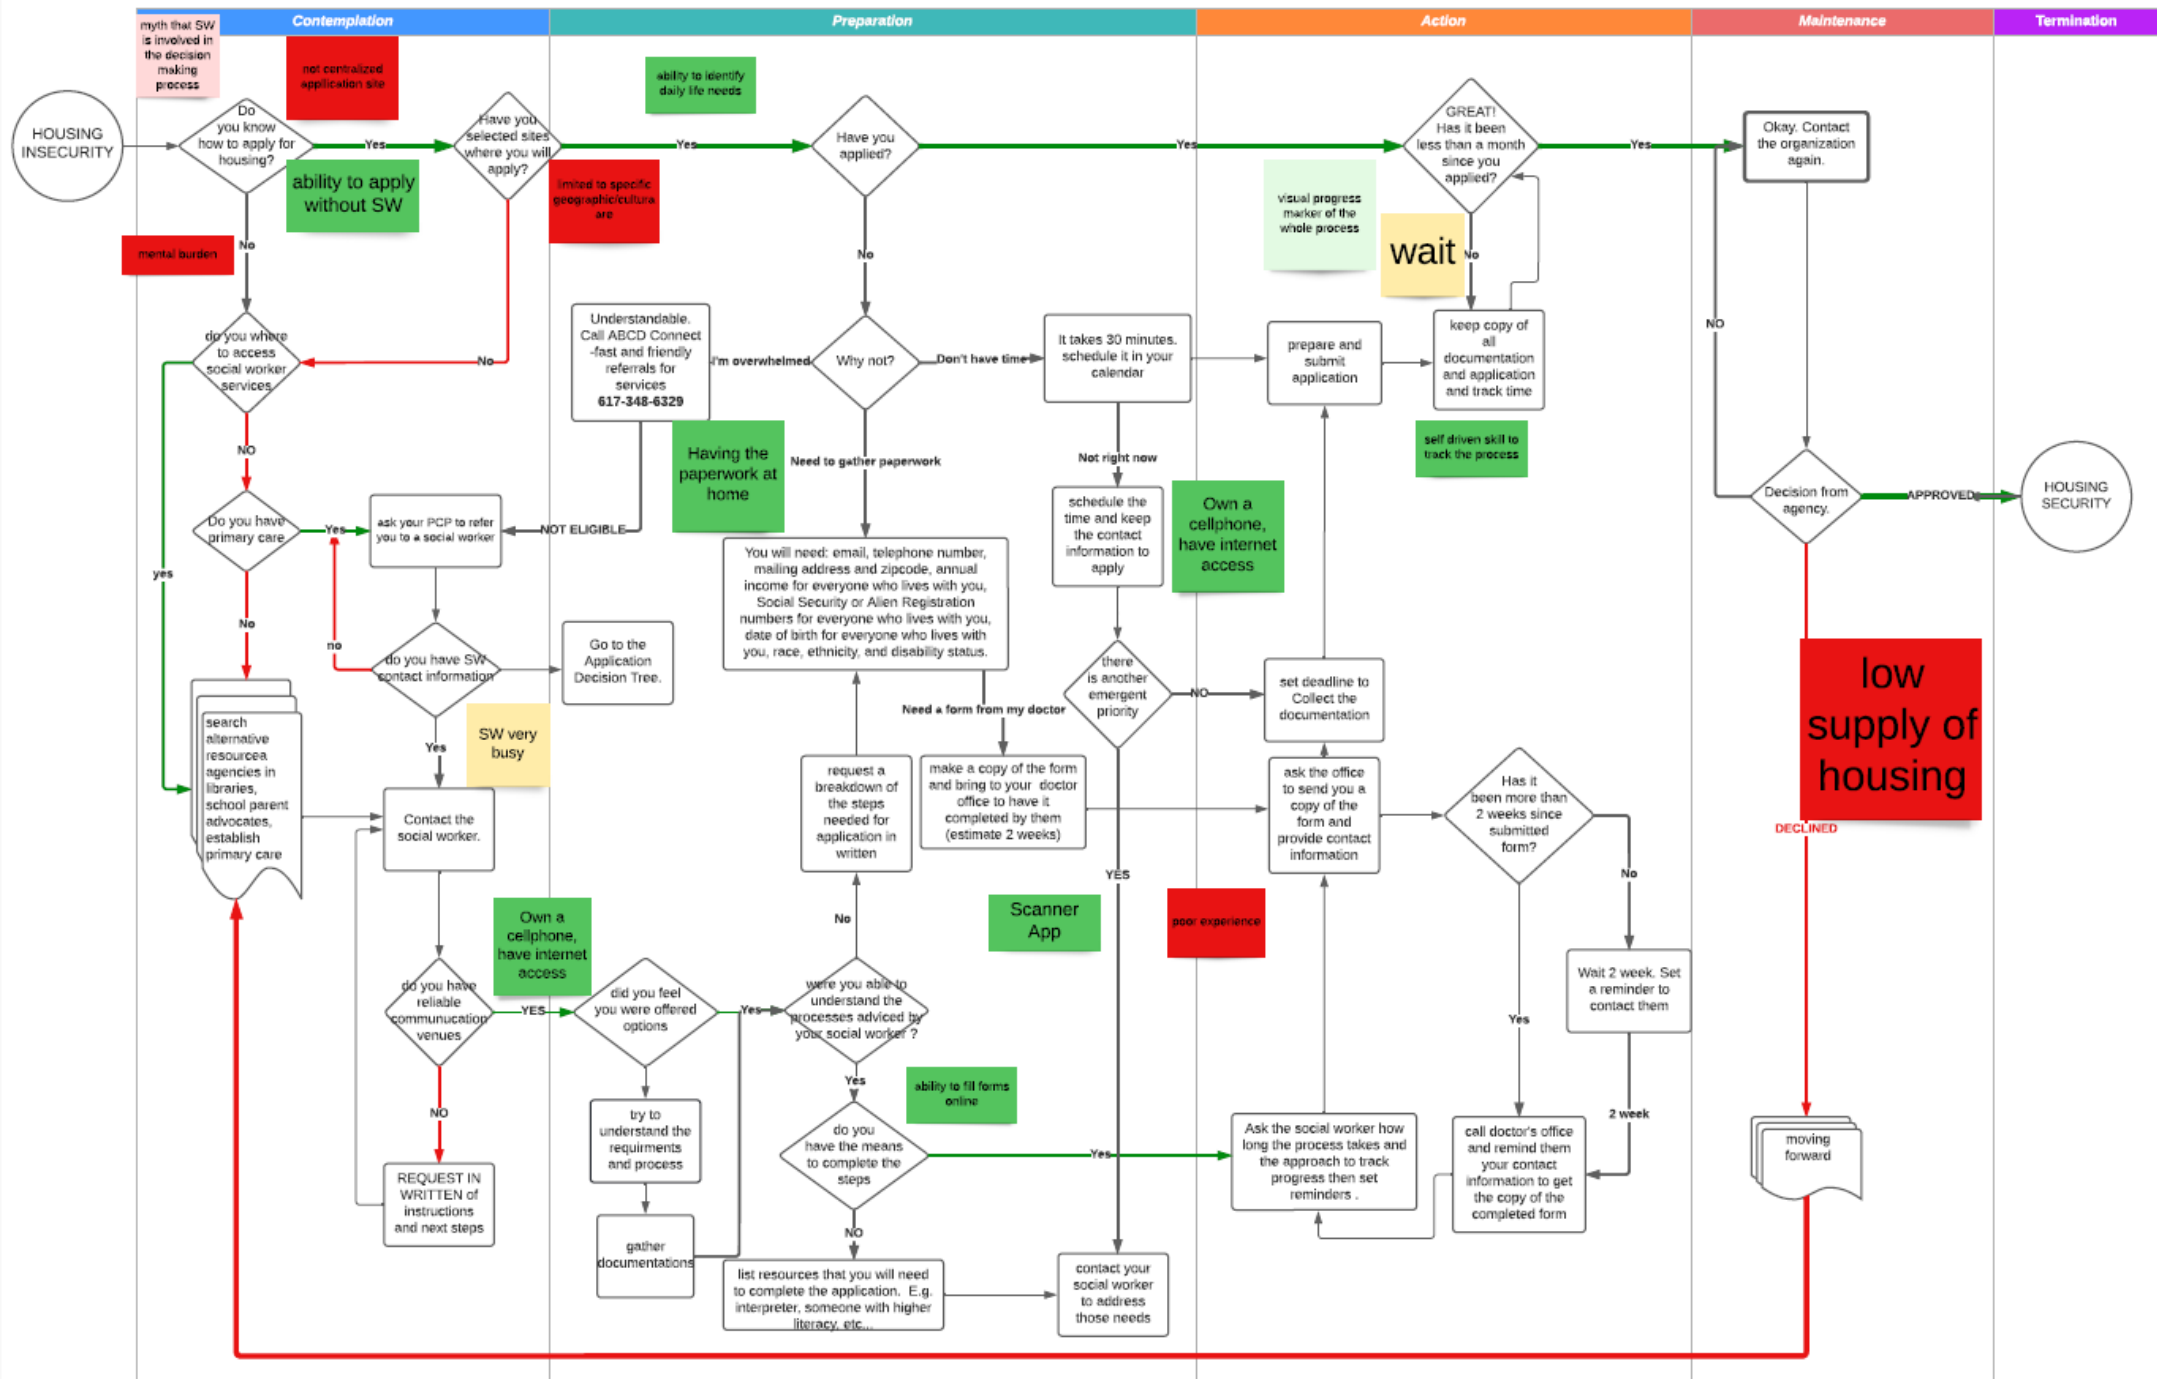 Contemplation
Preparation
Action
Maintenance
Termination
myth that SW
is involved in
the decision
making
process
not centralized
application site
ability to identify
daily life needs
HOUSING
INSECURITY
Do
you know
how to apply for
housing?
Yes
Have you
selected sites
where you will
apply?
Yes
Have you
applied?
Yes
GREAT!
Has it been
less than a month
since you
applied?
Yes
Okay. Contact
the organization
again.
ability to apply
without SW
limited to specific
geographic/cultura
are
visual progress
marker of the
whole process
wait
No
mental burden
No
No
NO
do you where
to access
social worker
services
No
Understandable.
Call ABCD Connect
-fast and friendly
referrals for
services
617-348-6329
I'm overwhelmed
Why not?
Don't have time
It takes 30 minutes.
schedule it in your
calendar
prepare and
submit
application
keep copy of
all
documentation
and application
and track time
NO
Having the
paperwork at
home
Need to gather paperwork
Not right now
self driven skill to
track the process
Do you have
primary care
Yes
ask your PCP to refer
you to a social worker
NOT ELIGIBLE
schedule the
time and keep
the contact
information to
apply
Own a
cellphone,
have internet
access
Decision from
agency.
APPROVED
HOUSING
SECURITY
yes
No
no
You will need: email, telephone number,
mailing address and zipcode, annual
income for everyone who lives with you,
Social Security or Alien Registration
numbers for everyone who lives with you,
date of birth for everyone who lives with
you, race, ethnicity, and disability status.
do you have SW
contact information
Go to the
Application
Decision Tree.
there
is another
emergent
priority
NO
set deadline to
Collect the
documentation
low
supply of
housing
Need a form from my doctor
search
alternative
resourcea
agencies in
libraries,
school parent
advocates,
establish
primary care
Yes
SW very
busy
Contact the
social worker.
request a
breakdown of
the steps
needed for
application in
written
make a copy of the form
and bring to your doctor
office to have it
completed by them
(estimate 2 weeks)
ask the office
to send you a
copy of the
form and
provide contact
information
Has it
been more than
2 weeks since
submitted
form?
DECLINED
YES
No
No
Own a
cellphone,
have internet
access
Scanner
App
poor experience
do you have
reliable
communucation
venues
YES
did you feel
you were offered
options
Yes
were you able to
understand the
processes adviced by
your social worker ?
Wait 2 week. Set
a reminder to
contact them
Yes
NO
Yes
ability to fill forms
online
2 week
try to
understand the
requirments
and process
do you
have the means
to complete the
steps
Yes
Ask the social worker how
long the process takes and
the approach to track
progress then set
reminders .
call doctor's office
and remind them
your contact
information to get
the copy of the
completed form
moving
forward
REQUEST IN
WRITTEN of
instructions
and next steps
gather
documentations
NO
list resources that you will need
to complete the application. E.g.
interpreter, someone with higher
literacy, etc...
contact your
social worker
to address
those needs